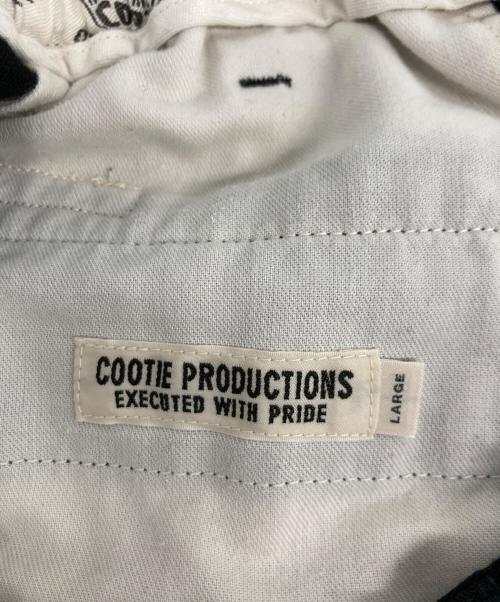 COOTIE PRODUCTIONS
EXECUTED WITH PRIDE
LARGE